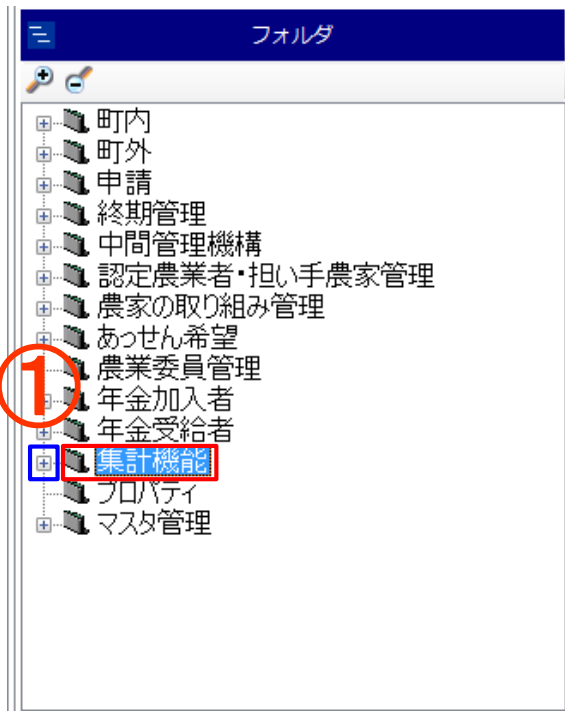 フォルダ
町内
町外
申請
終期管理
中間管理機構
認定農業者・担い手農家管理
農家の取り組み管理
あっせん希望
農業委員管理
①
年金加入者
年金受給者
集計機能
プロパティ
マスタ管理